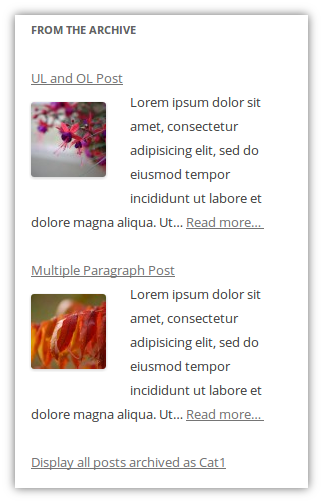 FROM THE ARCHIVE
UL and OL Post
Lorem ipsum dolor sit
amet, consectetur
adipisicing elit, sed do
eiusmod tempor
incididunt ut labore et
dolore magna aliqua. Ut... Read more...
Multiple Paragraph Post
Lorem ipsum dolor sit
amet, consectetur
adipisicing elit, sed do
eiusmod tempor
incididunt ut labore et
dolore magna aliqua. Ut... Read more...
Display all posts archived as Cat1